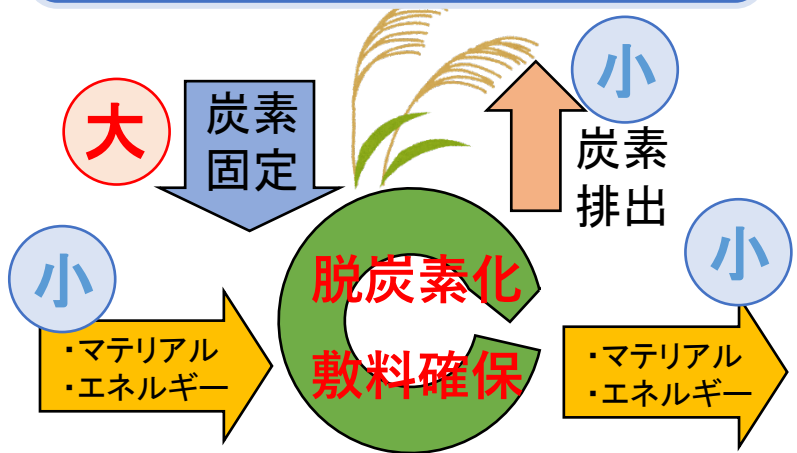 大
炭素
固定
小
炭素
排出
小
・マテリアル
・エネルギー
脱炭素化
敷料確保
小
・マテリアル
・エネルギー